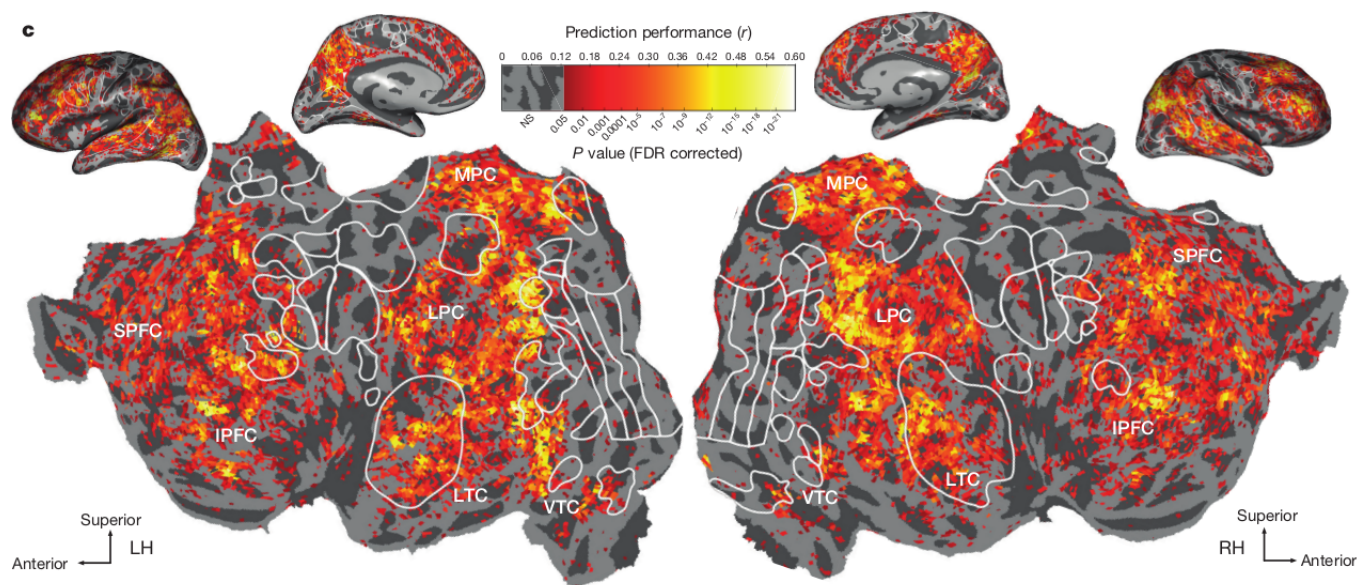 c
Prediction performance (r)
0 0.06 0.12 0.18 0.24 0.30 0.36 0.42 0.48 0.54 0.60
NS 0.05 0.01 0.001 0.0001 10⁻⁵ 10⁻⁷ 10⁻⁹ 10⁻¹² 10⁻¹⁵ 10⁻¹⁸ 10⁻²¹
P value (FDR corrected)
MPC MPC
SPFC
LPC LPC
SPFC
IPFC IPFC
LTC VTC VTC LTC
Superior
Anterior LH
Superior
RH Anterior